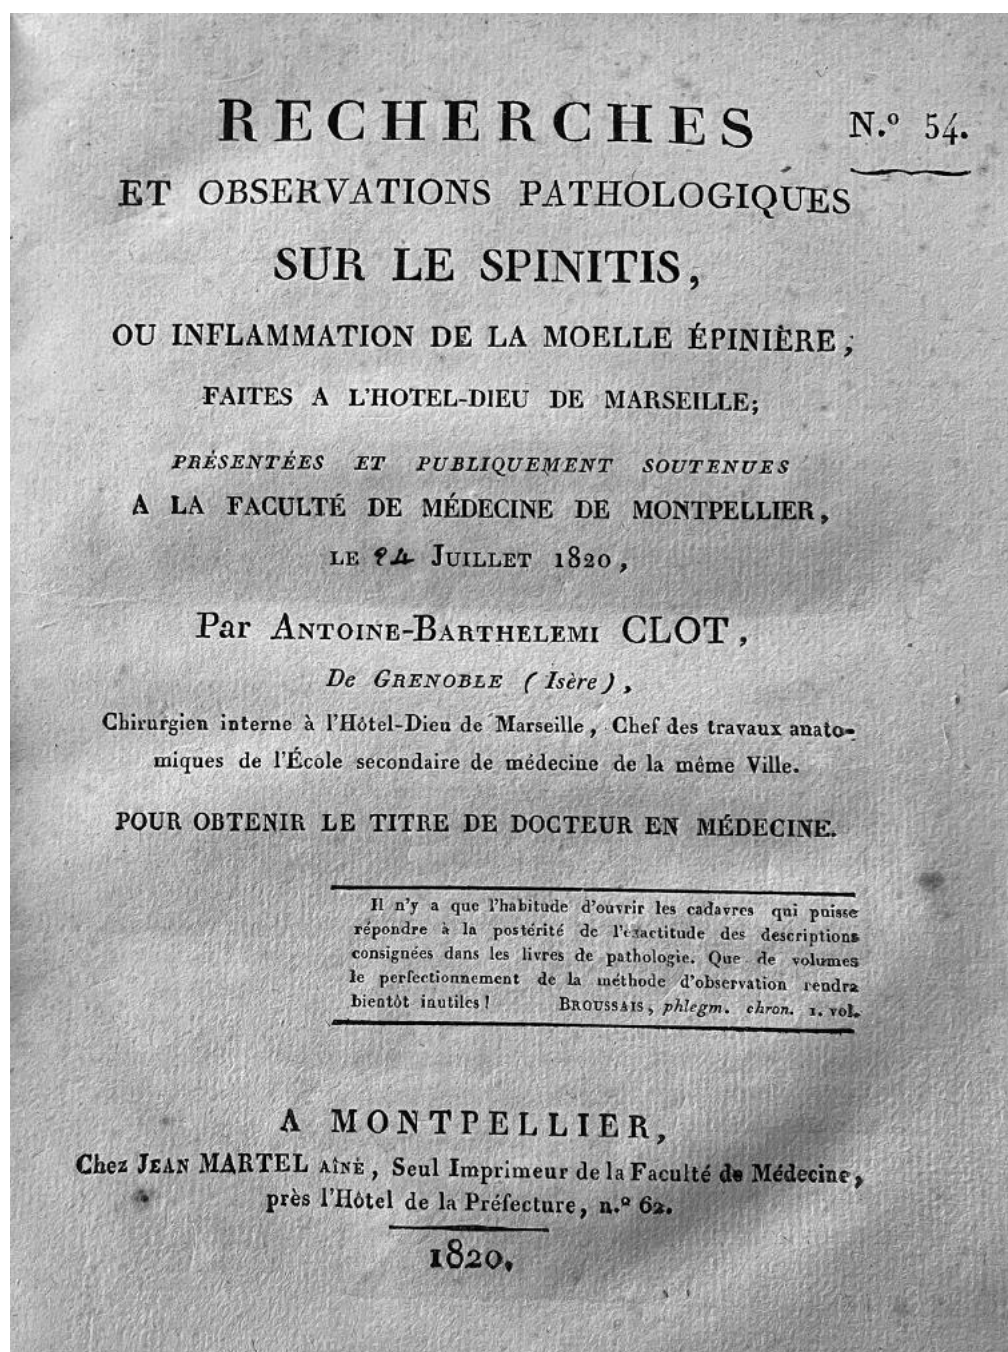 RECHERCHES
N.º 54.
ET OBSERVATIONS PATHOLOGIQUES
SUR LE SPINITIS,
OU INFLAMMATION DE LA MOELLE ÉPINIÈRE;
FAITES A L'HOTEL-DIEU DE MARSEILLE;
PRÉSENTÉES ET PUBLIQUEMENT SOUTENUES
A LA FACULTÉ DE MÉDECINE DE MONTPELLIER,
LE 24 JUILLET 1820,
Par ANTOINE-BARTHELEMI CLOT,
De GRENOBLE (Isère),
Chirurgien interne à l'Hôtel-Dieu de Marseille, Chef des travaux anato-
miques de l'École secondaire de médecine de la même Ville.
POUR OBTENIR LE TITRE DE DOCTEUR EN MÉDECINE.
Il n'y a que l'habitude d'ouvrir les cadavres qui puisse
répondre à la postérité de l'exactitude des descriptions
consignées dans les livres de pathologie. Que de volumes
le perfectionnement de la méthode d'observation rendra
bientôt inutiles! BROUSSAIS, phlegm. chron. 1. vol.
A MONTPELLIER,
Chez JEAN MARTEL AÎNÉ, Seul Imprimeur de la Faculté de Médecine,
près l'Hôtel de la Préfecture, n.º 62.
1820.